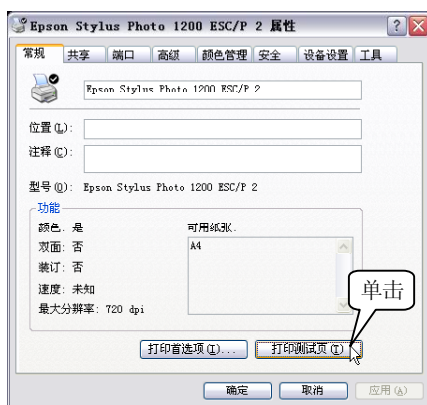 Epson Stylus Photo 1200 ESC/P 2 属性
常规 共享 端口 高级 颜色管理 安全 设备设置 工具
Epson Stylus Photo 1200 ESC/P 2
位置(L):
注释(C):
型号(O): Epson Stylus Photo 1200 ESC/P 2
功能
颜色: 是 可用纸张:
双面: 否 A4
装订: 否
速度: 未知
最大分辨率: 720 dpi
单击
打印首选项(I)... 打印测试页(T)
确定 取消 应用(A)